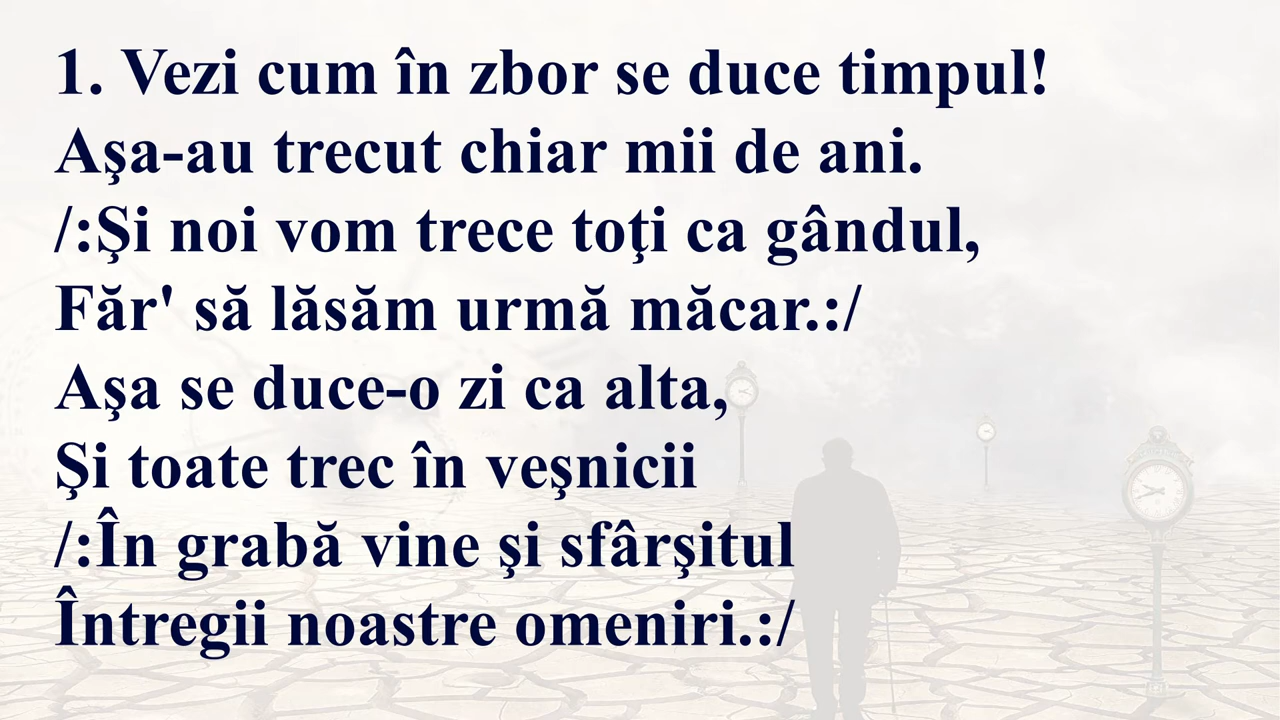 1. Vezi cum în zbor se duce timpul!
Aşa-au trecut chiar mii de ani.
/:Şi noi vom trece toţi ca gândul,
Făr' să lăsăm urmă măcar.:/
Aşa se duce-o zi ca alta,
Şi toate trec în veşnicii
/:În grabă vine şi sfârşitul
Întregii noastre omeniri.:/